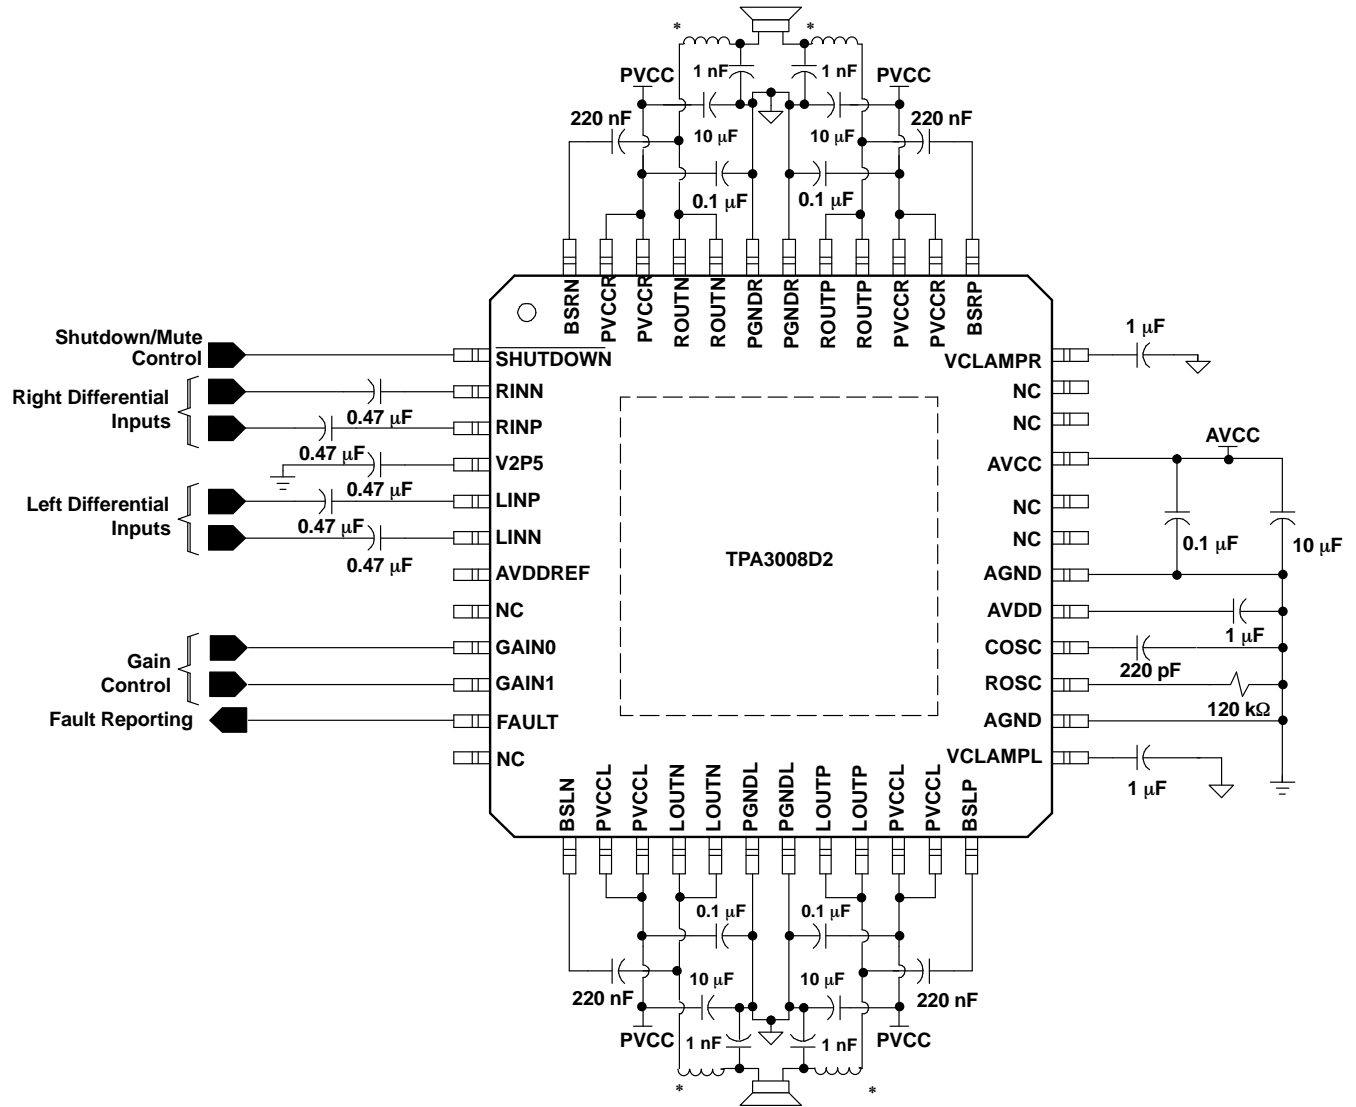 *
*
1 nF
1 nF
PVCC
PVCC
220 nF
10 µF
10 µF
220 nF
0.1 µF
0.1 µF
BSRN
PVCCR
PVCCR
ROUTN
ROUTN
PGNDR
PGNDR
ROUTP
ROUTP
PVCCR
PVCCR
BSRP
Shutdown/Mute
Control
Right Differential
Inputs
0.47 µF
0.47 µF
0.47 µF
Left Differential
Inputs
0.47 µF
0.47 µF
Gain
Control
Fault Reporting
SHUTDOWN
RINN
RINP
V2P5
LINP
LINN
AVDDREF
NC
GAIN0
GAIN1
FAULT
NC
TPA3008D2
VCLAMPR
NC
NC
AVCC
NC
NC
AGND
AVDD
COSC
ROSC
AGND
VCLAMPL
1 µF
AVCC
0.1 µF
10 µF
1 µF
220 pF
120 kΩ
1 µF
BSLN
PVCCL
PVCCL
LOUTN
LOUTN
PGNDL
PGNDL
LOUTP
LOUTP
PVCCL
PVCCL
BSLP
0.1 µF
0.1 µF
220 nF
10 µF
10 µF
220 nF
PVCC
PVCC
1 nF
1 nF
*
*